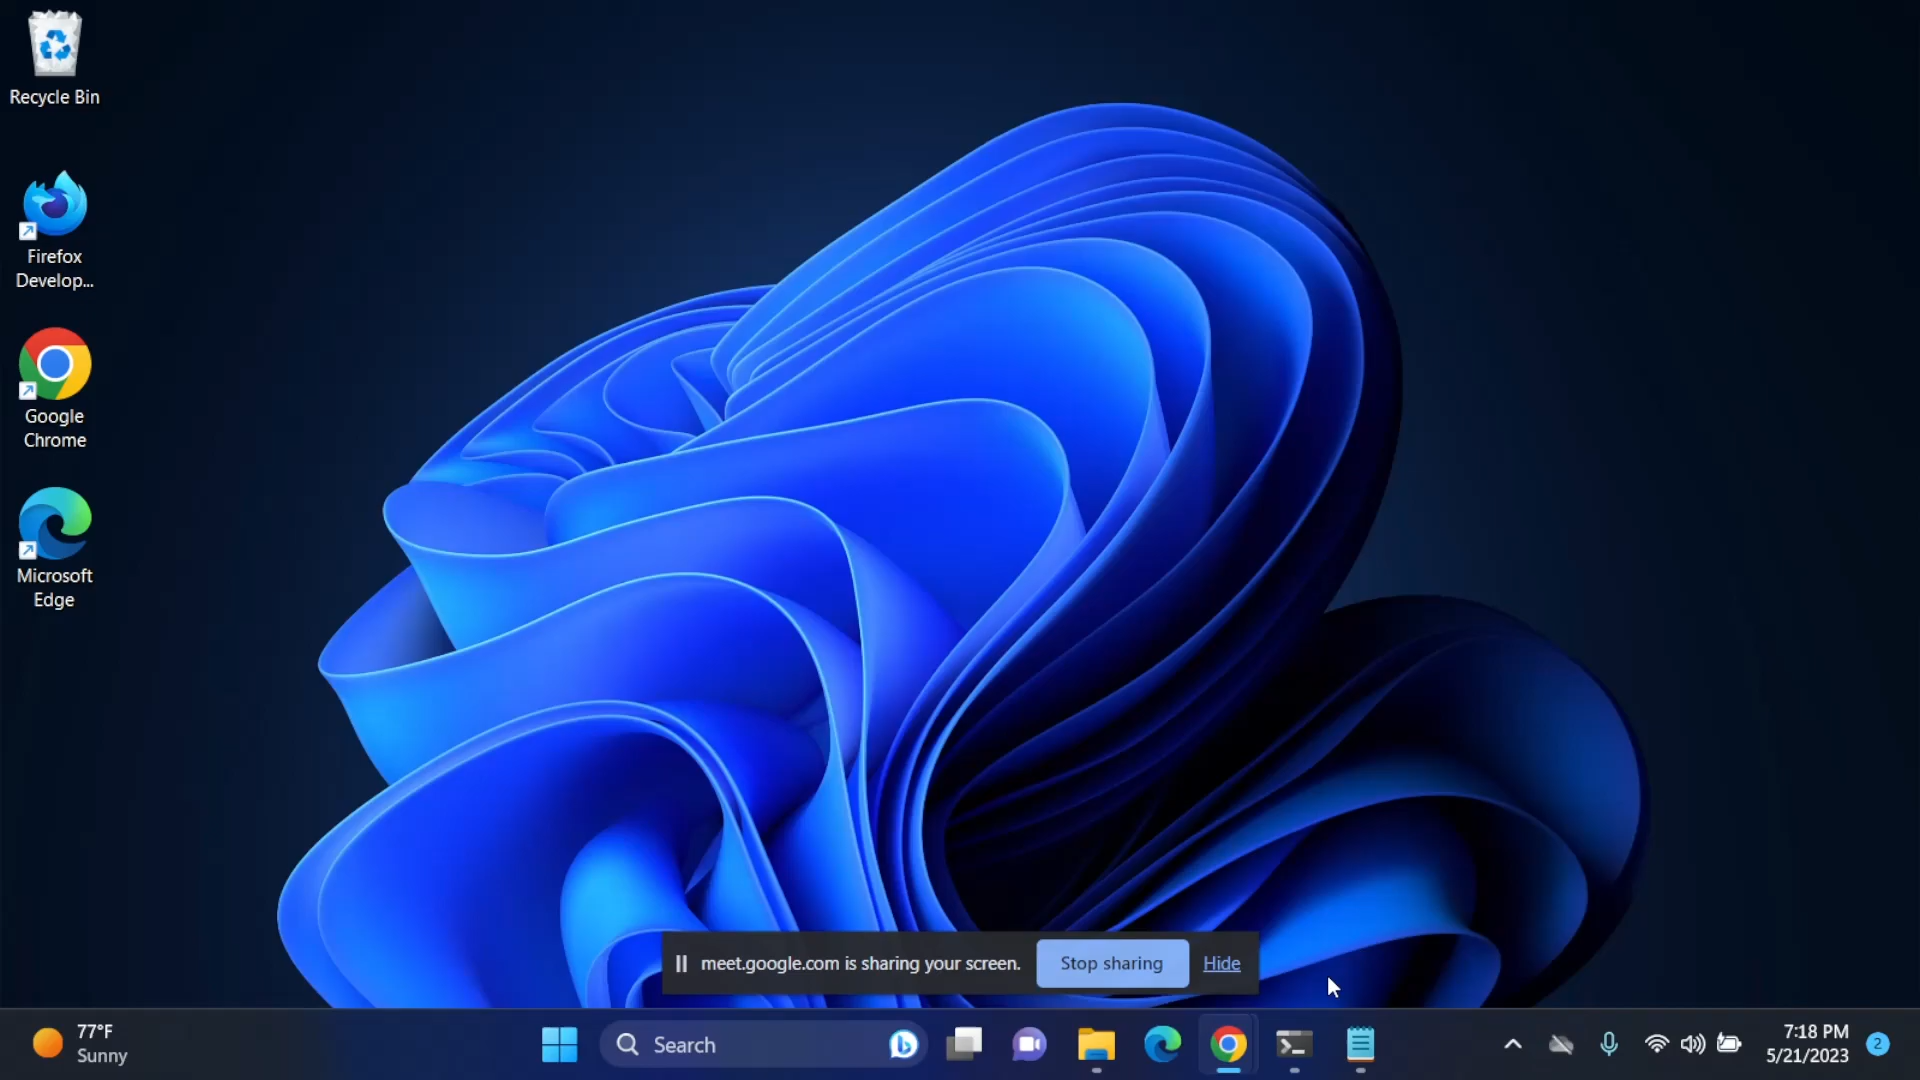 Recycle Bin
Firefox
Develop...
Google
Chrome
Microsoft
Edge
meet.google.com is sharing your screen.
Stop sharing
Hide
77°F
Sunny
Search
7:18 PM
5/21/2023
2